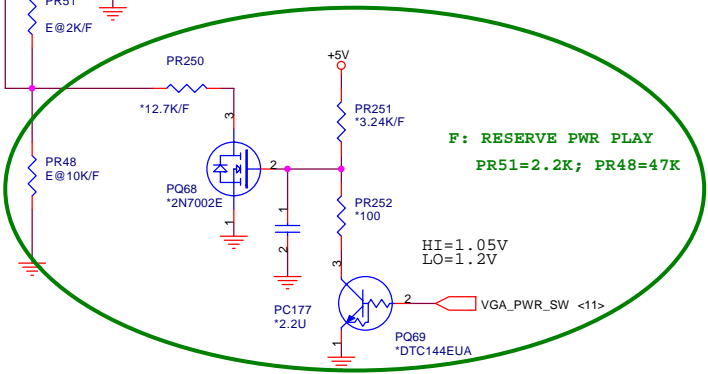 PR51
E@2K/F
PR250
*12.7K/F
+5V
PR251
*3.24K/F
F: RESERVE PWR PLAY
PR51=2.2K; PR48=47K
3
PR48
E@10K/F
2
PQ68
*2N7002E
1
1
2
PR252
*100
HI=1.05V
LO=1.2V
3
PC177
*2.2U
2
VGA_PWR_SW <11>
1
PQ69
*DTC144EUA